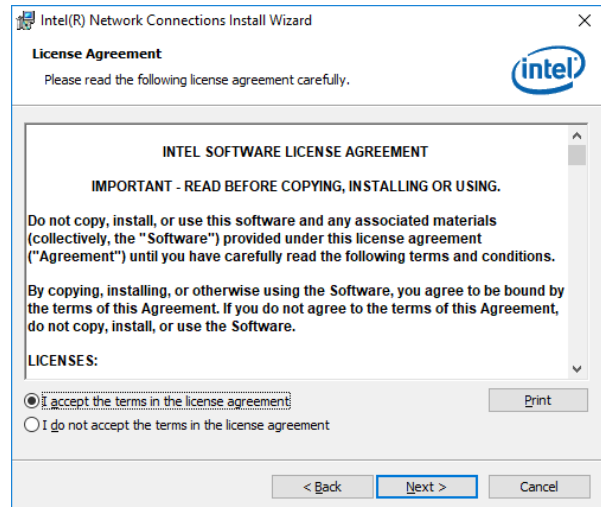 Intel(R) Network Connections Install Wizard
License Agreement
Please read the following license agreement carefully.
intel
INTEL SOFTWARE LICENSE AGREEMENT
IMPORTANT - READ BEFORE COPYING, INSTALLING OR USING.
Do not copy, install, or use this software and any associated materials
(collectively, the "Software") provided under this license agreement
("Agreement") until you have carefully read the following terms and conditions.
By copying, installing, or otherwise using the Software, you agree to be bound by
the terms of this Agreement. If you do not agree to the terms of this Agreement,
do not copy, install, or use the Software.
LICENSES:
I accept the terms in the license agreement
Print
I do not accept the terms in the license agreement
< Back
Next >
Cancel